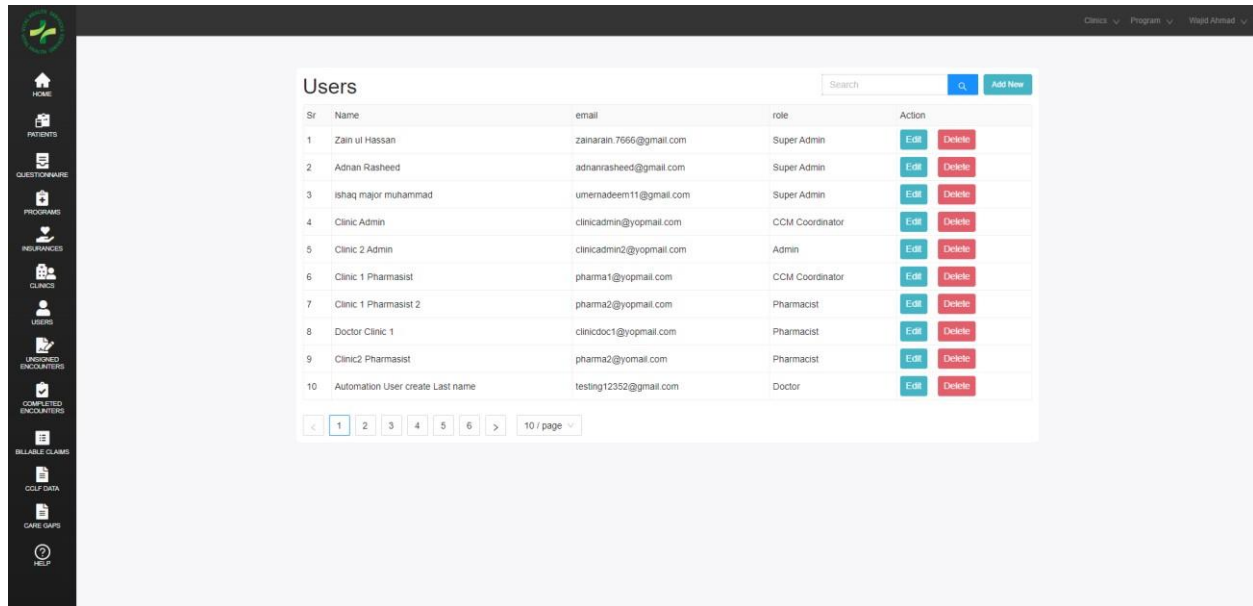 Clinics Program Wajid Ahmad
HOME
PATIENTS
QUESTIONNAIRE
PROGRAMS
INSURANCES
CLINICS
USERS
UNSIGNED
ENCOUNTERS
COMPLETED
ENCOUNTERS
BILLABLE CLAIMS
CCLF DATA
CARE GAPS
HELP
Users Search Add New
Sr Name email role Action
1 Zain ul Hassan zainarain.7666@gmail.com Super Admin Edit Delete
2 Adnan Rasheed adnanrasheed@gmail.com Super Admin Edit Delete
3 ishaq major muhammad umernadeem11@gmail.com Super Admin Edit Delete
4 Clinic Admin clinicadmin@yopmail.com CCM Coordinator Edit Delete
5 Clinic 2 Admin clinicadmin2@yopmail.com Admin Edit Delete
6 Clinic 1 Pharmasist pharma1@yopmail.com CCM Coordinator Edit Delete
7 Clinic 1 Pharmasist 2 pharma2@yopmail.com Pharmacist Edit Delete
8 Doctor Clinic 1 clinicdoc1@yopmail.com Pharmacist Edit Delete
9 Clinic2 Pharmasist pharma2@yomail.com Pharmacist Edit Delete
10 Automation User create Last name testing12352@gmail.com Doctor Edit Delete
< 1 2 3 4 5 6 > 10 / page